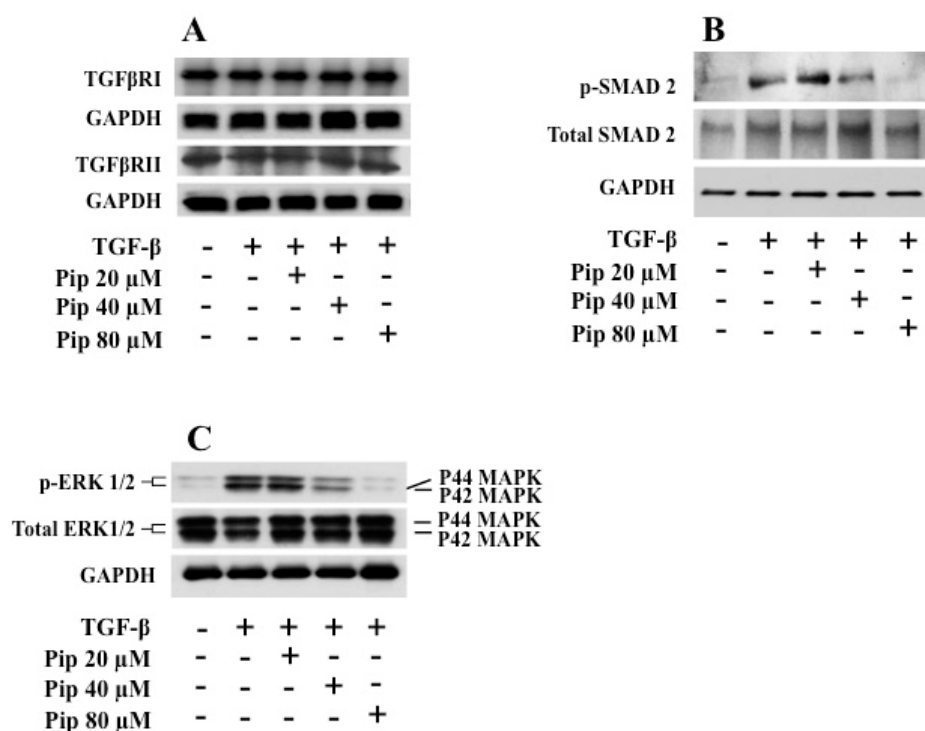 A
TGFβRI
GAPDH
TGFβRII
GAPDH
TGF-β - + + + +
Pip 20 µM - - + - -
Pip 40 µM - - - + -
Pip 80 µM - - - - +
B
p-SMAD 2
Total SMAD 2
GAPDH
TGF-β - + + + +
Pip 20 µM - - + - -
Pip 40 µM - - - + -
Pip 80 µM - - - - +
C
p-ERK 1/2 P44 MAPK
P42 MAPK
Total ERK1/2 P44 MAPK
P42 MAPK
GAPDH
TGF-β - + + + +
Pip 20 µM - - + - -
Pip 40 µM - - - + -
Pip 80 µM - - - - +